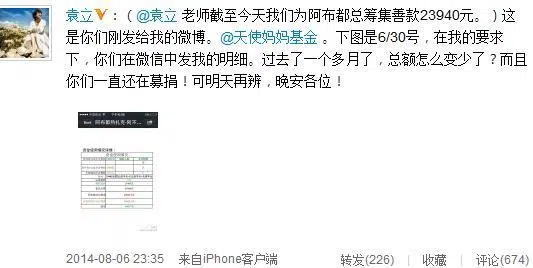 袁立V：（@袁立 老师截至今天我们为阿布都总筹集善款23940元。）这
是你们刚发给我的微博。@天使妈妈基金 。下图是6/30号，在我的要求
下，你们在微信中发我的明细。过去了一个多月了，总额怎么变少了？而且
你们一直还在募捐！可明天再辨，晚安各位！
2014-08-06 23:35 来自iPhone客户端 转发(226) | 收藏 | 评论(674)